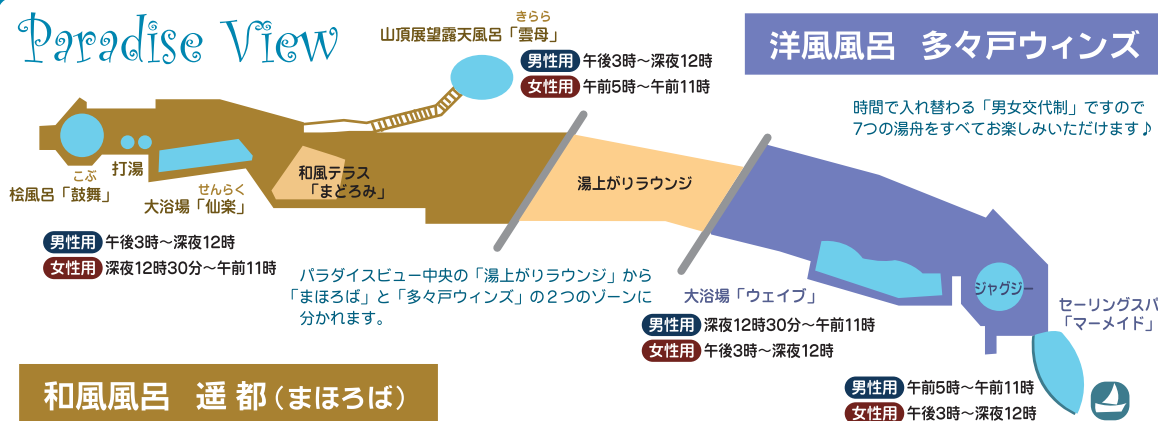 Paradise View
きらら
山頂展望露天風呂「雲母」
男性用 午後3時～深夜12時
女性用 午前5時～午前11時
洋風風呂 多々戸ウィンズ
時間で入れ替わる「男女交代制」ですので
7つの湯舟をすべてお楽しみいただけます♪
打湯
こぶ
桧風呂「鼓舞」
せんらく
大浴場「仙楽」
和風テラス
「まどろみ」
湯上がりラウンジ
男性用 午後3時～深夜12時
女性用 深夜12時30分～午前11時
パラダイスビュー中央の「湯上がりラウンジ」から
「まほろば」と「多々戸ウィンズ」の２つのゾーンに
分かれます。
大浴場「ウェイブ」
男性用 深夜12時30分～午前11時
女性用 午後3時～深夜12時
ジャグジー
セーリングスパ
「マーメイド」
男性用 午前5時～午前11時
女性用 午後3時～深夜12時
和風風呂 遥都（まほろば）